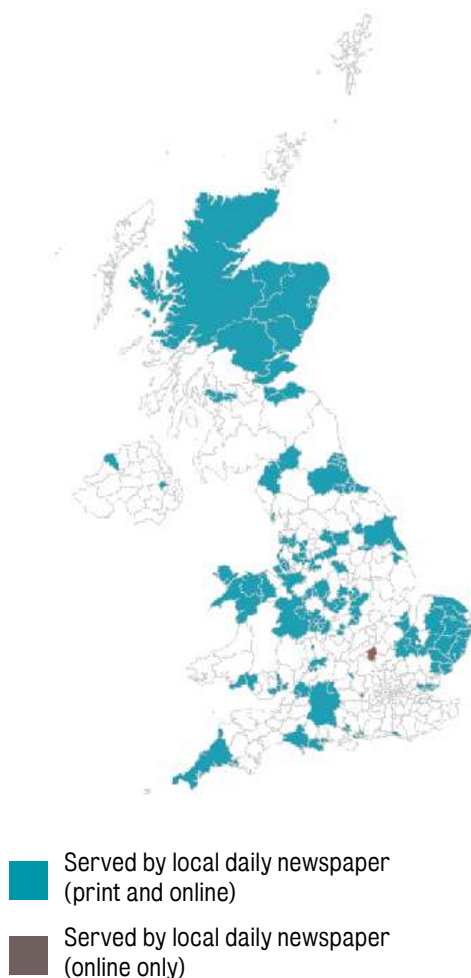 Served by local daily newspaper
(print and online)
Served by local daily newspaper
(online only)